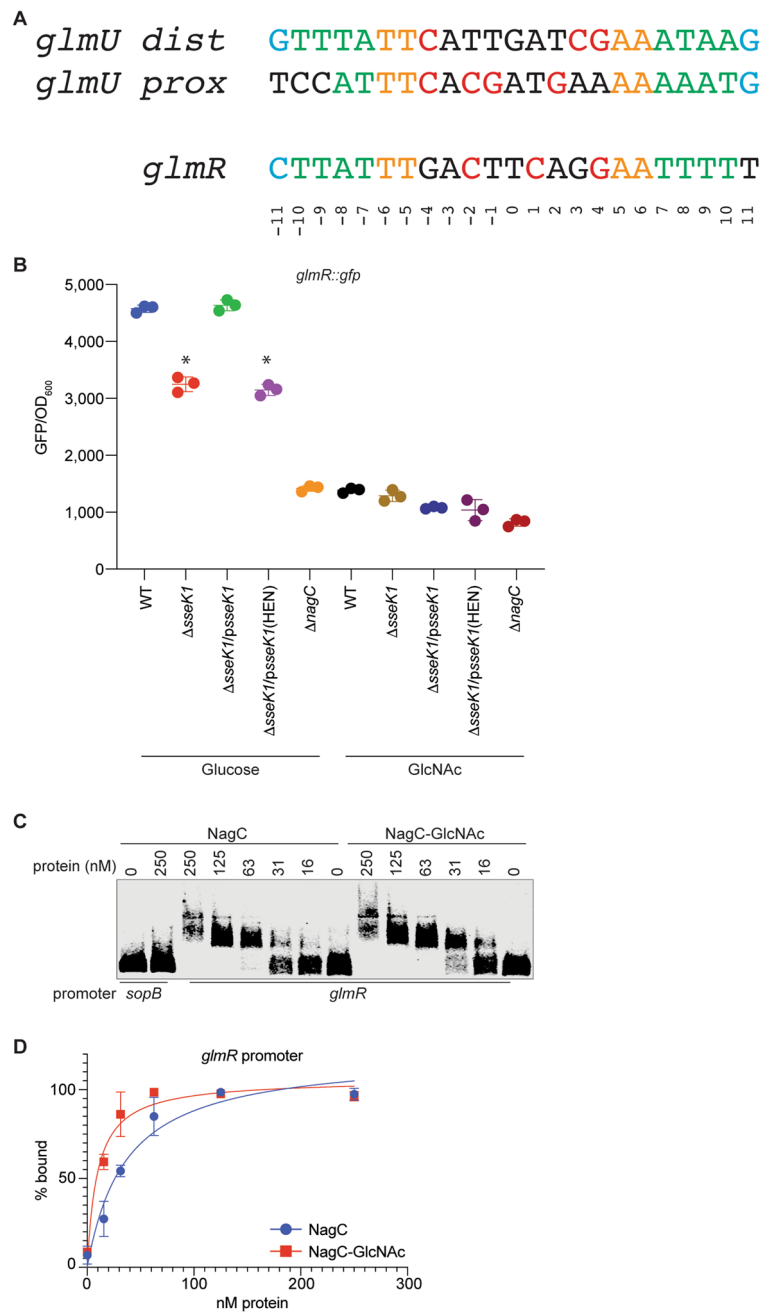 A
glmU dist GTTTATTCATTGATCGAAATAAG
glmU prox TCCATTTCACGATGAAAAAAATG
glmR CTTATTTGACTTCAGGAATTTTT
-11 -10 -9 -8 -7 -6 -5 -4 -3 -2 -1 0 1 2 3 4 5 6 7 8 9 10 11
B
glmR::gfp
GFP/OD600
5,000
4,000
3,000
2,000
1,000
0
* *
WT ΔsseK1 ΔsseK1/psseK1 ΔsseK1/psseK1(HEN) ΔnagC WT ΔsseK1 ΔsseK1/psseK1 ΔsseK1/psseK1(HEN) ΔnagC
Glucose GlcNAc
C
NagC NagC-GlcNAc
protein (nM) 0 250 250 125 63 31 16 0 250 125 63 31 16 0
promoter sopB glmR
D
glmR promoter
% bound
100
50
0
0 100 200 300
nM protein
NagC
NagC-GlcNAc